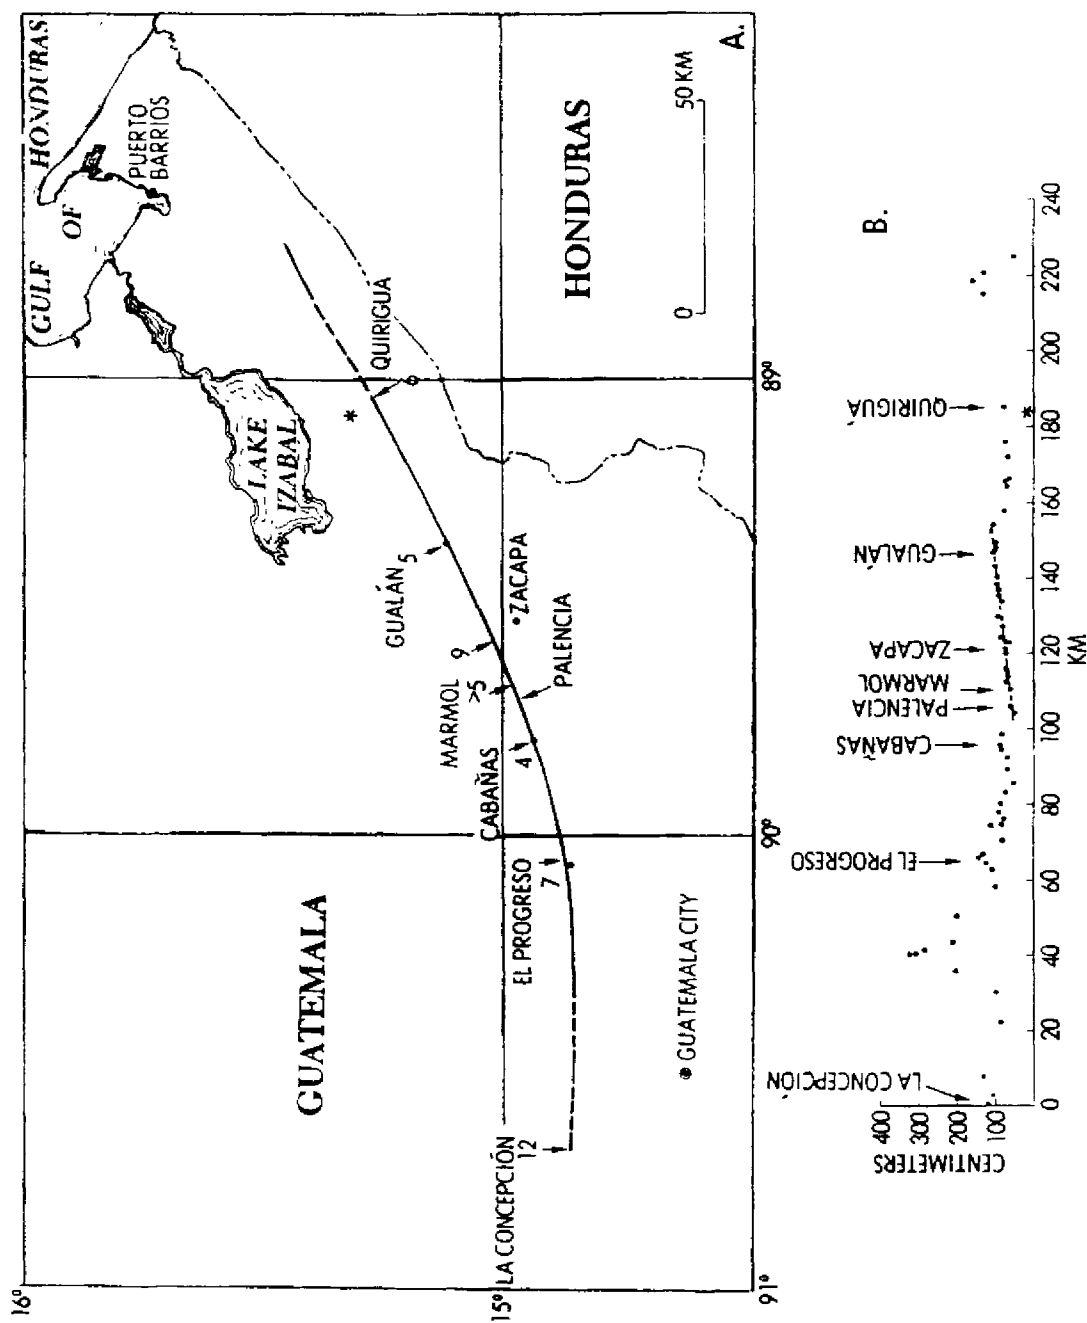 16°
15°
91°
90°
89°
GULF
OF
HONDURAS
PUERTO
BARRIOS
LAKE
IZABAL
GUATEMALA
HONDURAS
QUIRIGUÁ
*
GUALÁN
5
9
ZACAPA
MARMOL
>5
PALENCIA
CABAÑAS
4
EL PROGRESO
7
LA CONCEPCIÓN
12
GUATEMALA CITY
0 50 KM
A.
B.
CENTIMETERS
400
300
200
100
LA CONCEPCIÓN
EL PROGRESO
CABAÑAS
PALENCIA
MARMOL
ZACAPA
GUALÁN
QUIRIGUÁ
*
0 20 40 60 80 100 120 140 160 180 200 220 240
KM